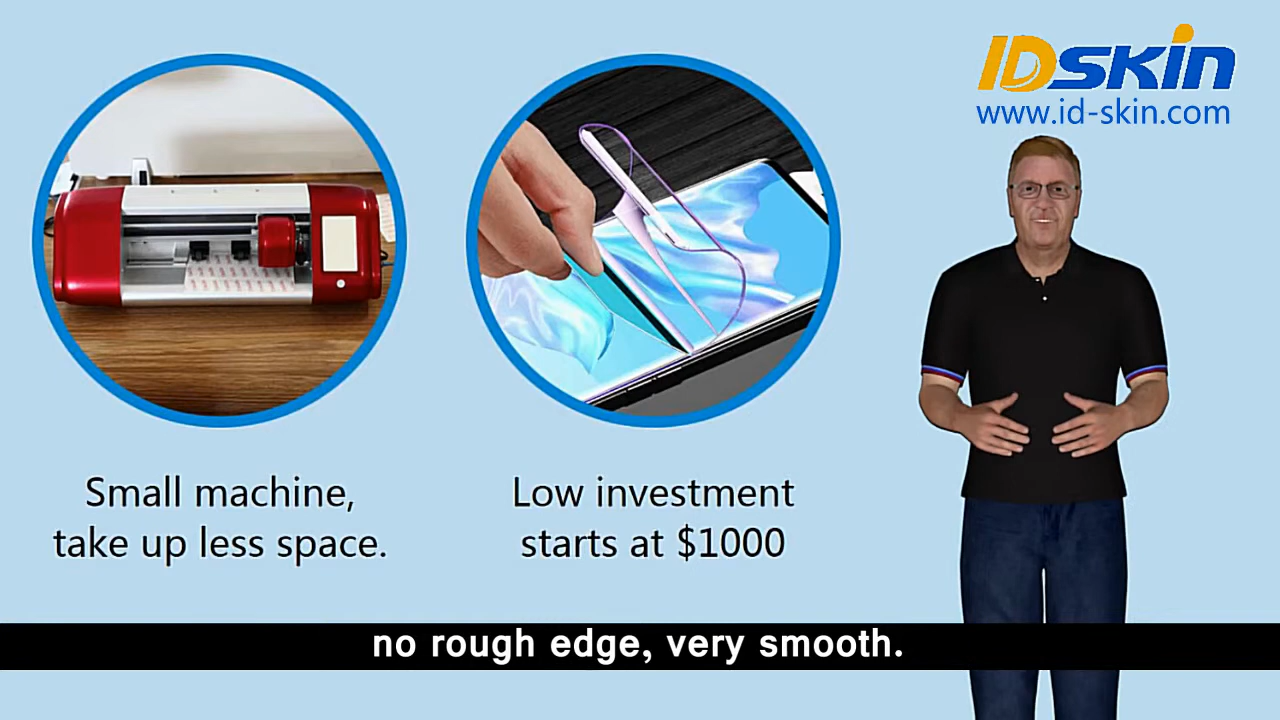 IDskin
www.id-skin.com
Small machine,
take up less space.
Low investment
starts at $1000
no rough edge, very smooth.